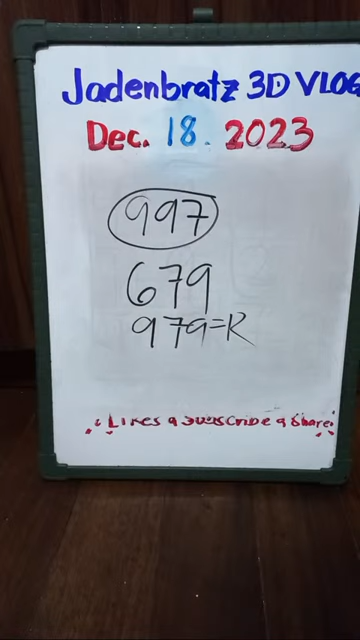 Jadenbratz 3D VLOG
Dec. 18. 2023
997
679
979=R
Likes & Subscribe & Share